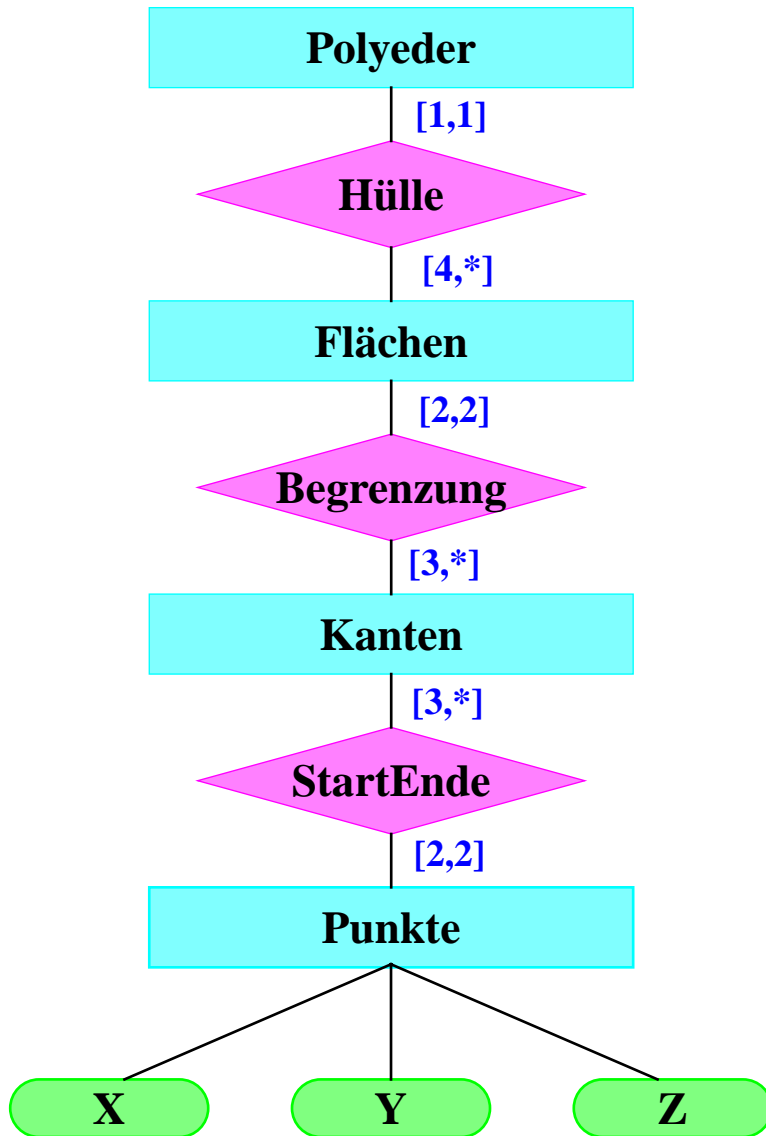 Polyeder
[1,1]
Hülle
[4,*]
Flächen
[2,2]
Begrenzung
[3,*]
Kanten
[3,*]
StartEnde
[2,2]
Punkte
X Y Z